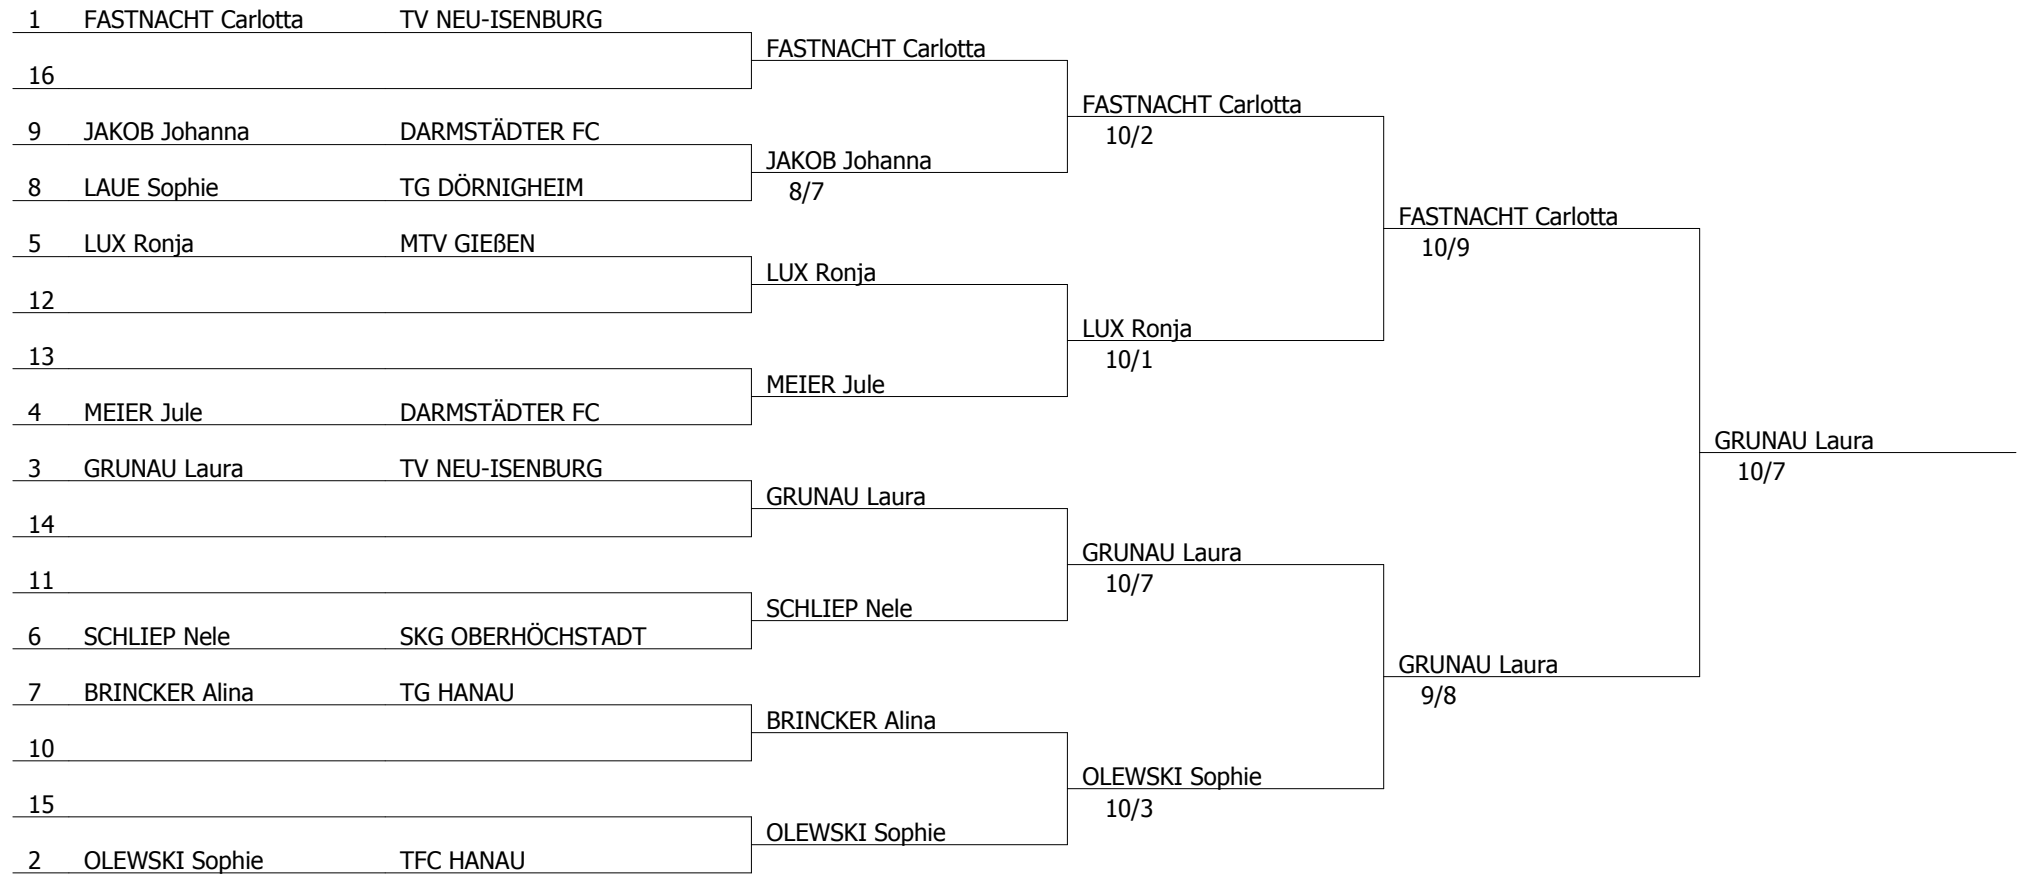 1 FASTNACHT Carlotta TV NEU-ISENBURG
FASTNACHT Carlotta
16
FASTNACHT Carlotta
10/2
9 JAKOB Johanna DARMSTÄDTER FC
JAKOB Johanna
8/7
8 LAUE Sophie TG DÖRNIGHEIM
FASTNACHT Carlotta
10/9
5 LUX Ronja MTV GIEßEN
LUX Ronja
12
LUX Ronja
10/1
13
MEIER Jule
4 MEIER Jule DARMSTÄDTER FC
GRUNAU Laura
10/7
3 GRUNAU Laura TV NEU-ISENBURG
GRUNAU Laura
14
GRUNAU Laura
10/7
11
SCHLIEP Nele
6 SCHLIEP Nele SKG OBERHÖCHSTADT
GRUNAU Laura
9/8
7 BRINCKER Alina TG HANAU
BRINCKER Alina
10
OLEWSKI Sophie
10/3
15
OLEWSKI Sophie
2 OLEWSKI Sophie TFC HANAU